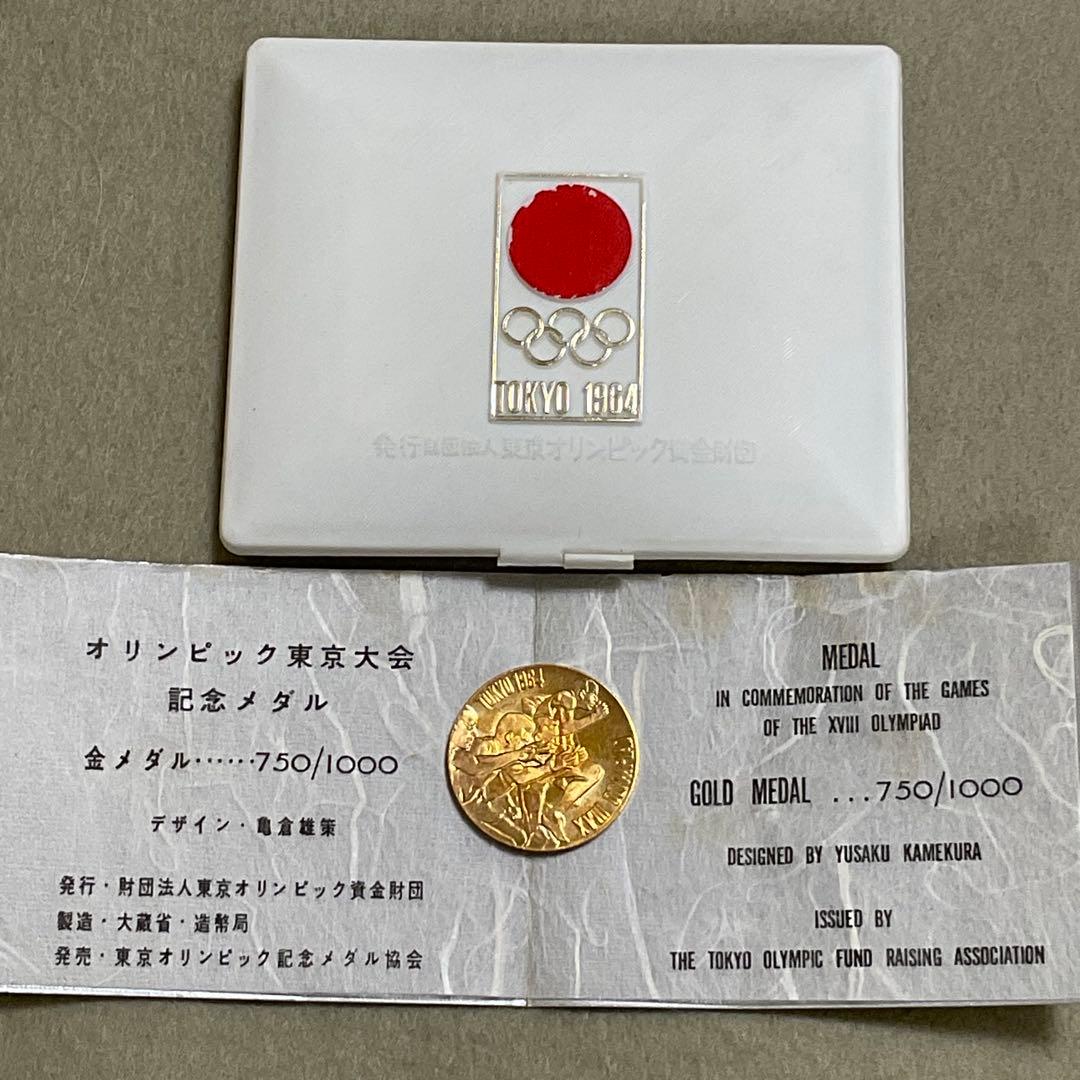 TOKYO 1964
発行財団法人東京オリンピック資金財団
オリンピック東京大会
記念メダル
金メダル……750/1000
デザイン・亀倉雄策
発行・財団法人東京オリンピック資金財団
製造・大蔵省・造幣局
発売・東京オリンピック記念メダル協会
TOKYO 1964
XVIII OLYMPIAD
MEDAL
IN COMMEMORATION OF THE GAMES
OF THE XVIII OLYMPIAD
GOLD MEDAL ...750/1000
DESIGNED BY YUSAKU KAMEKURA
ISSUED BY
THE TOKYO OLYMPIC FUND RAISING ASSOCIATION